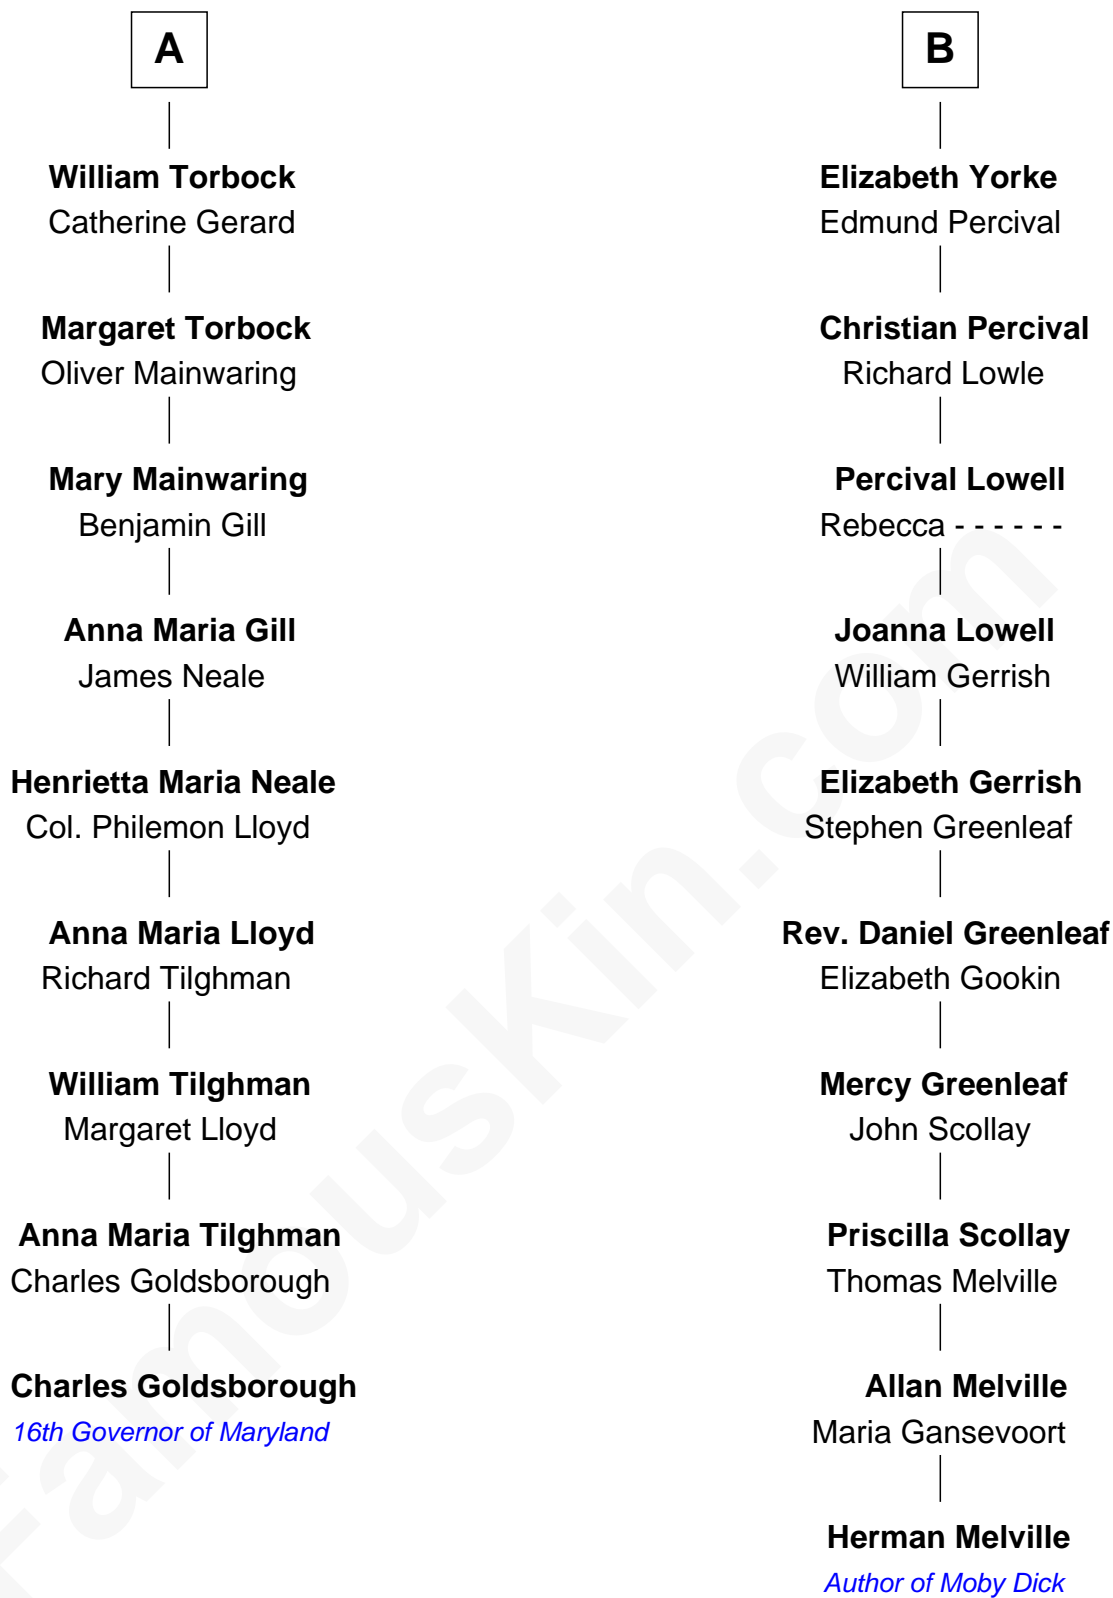 A
William Torbock
Catherine Gerard
Margaret Torbock
Oliver Mainwaring
Mary Mainwaring
Benjamin Gill
Anna Maria Gill
James Neale
Henrietta Maria Neale
Col. Philemon Lloyd
Anna Maria Lloyd
Richard Tilghman
William Tilghman
Margaret Lloyd
Anna Maria Tilghman
Charles Goldsborough
Charles Goldsborough
16th Governor of Maryland
B
Elizabeth Yorke
Edmund Percival
Christian Percival
Richard Lowle
Percival Lowell
Rebecca - - - - - -
Joanna Lowell
William Gerrish
Elizabeth Gerrish
Stephen Greenleaf
Rev. Daniel Greenleaf
Elizabeth Gookin
Mercy Greenleaf
John Scollay
Priscilla Scollay
Thomas Melville
Allan Melville
Maria Gansevoort
Herman Melville
Author of Moby Dick
FamousKin.com